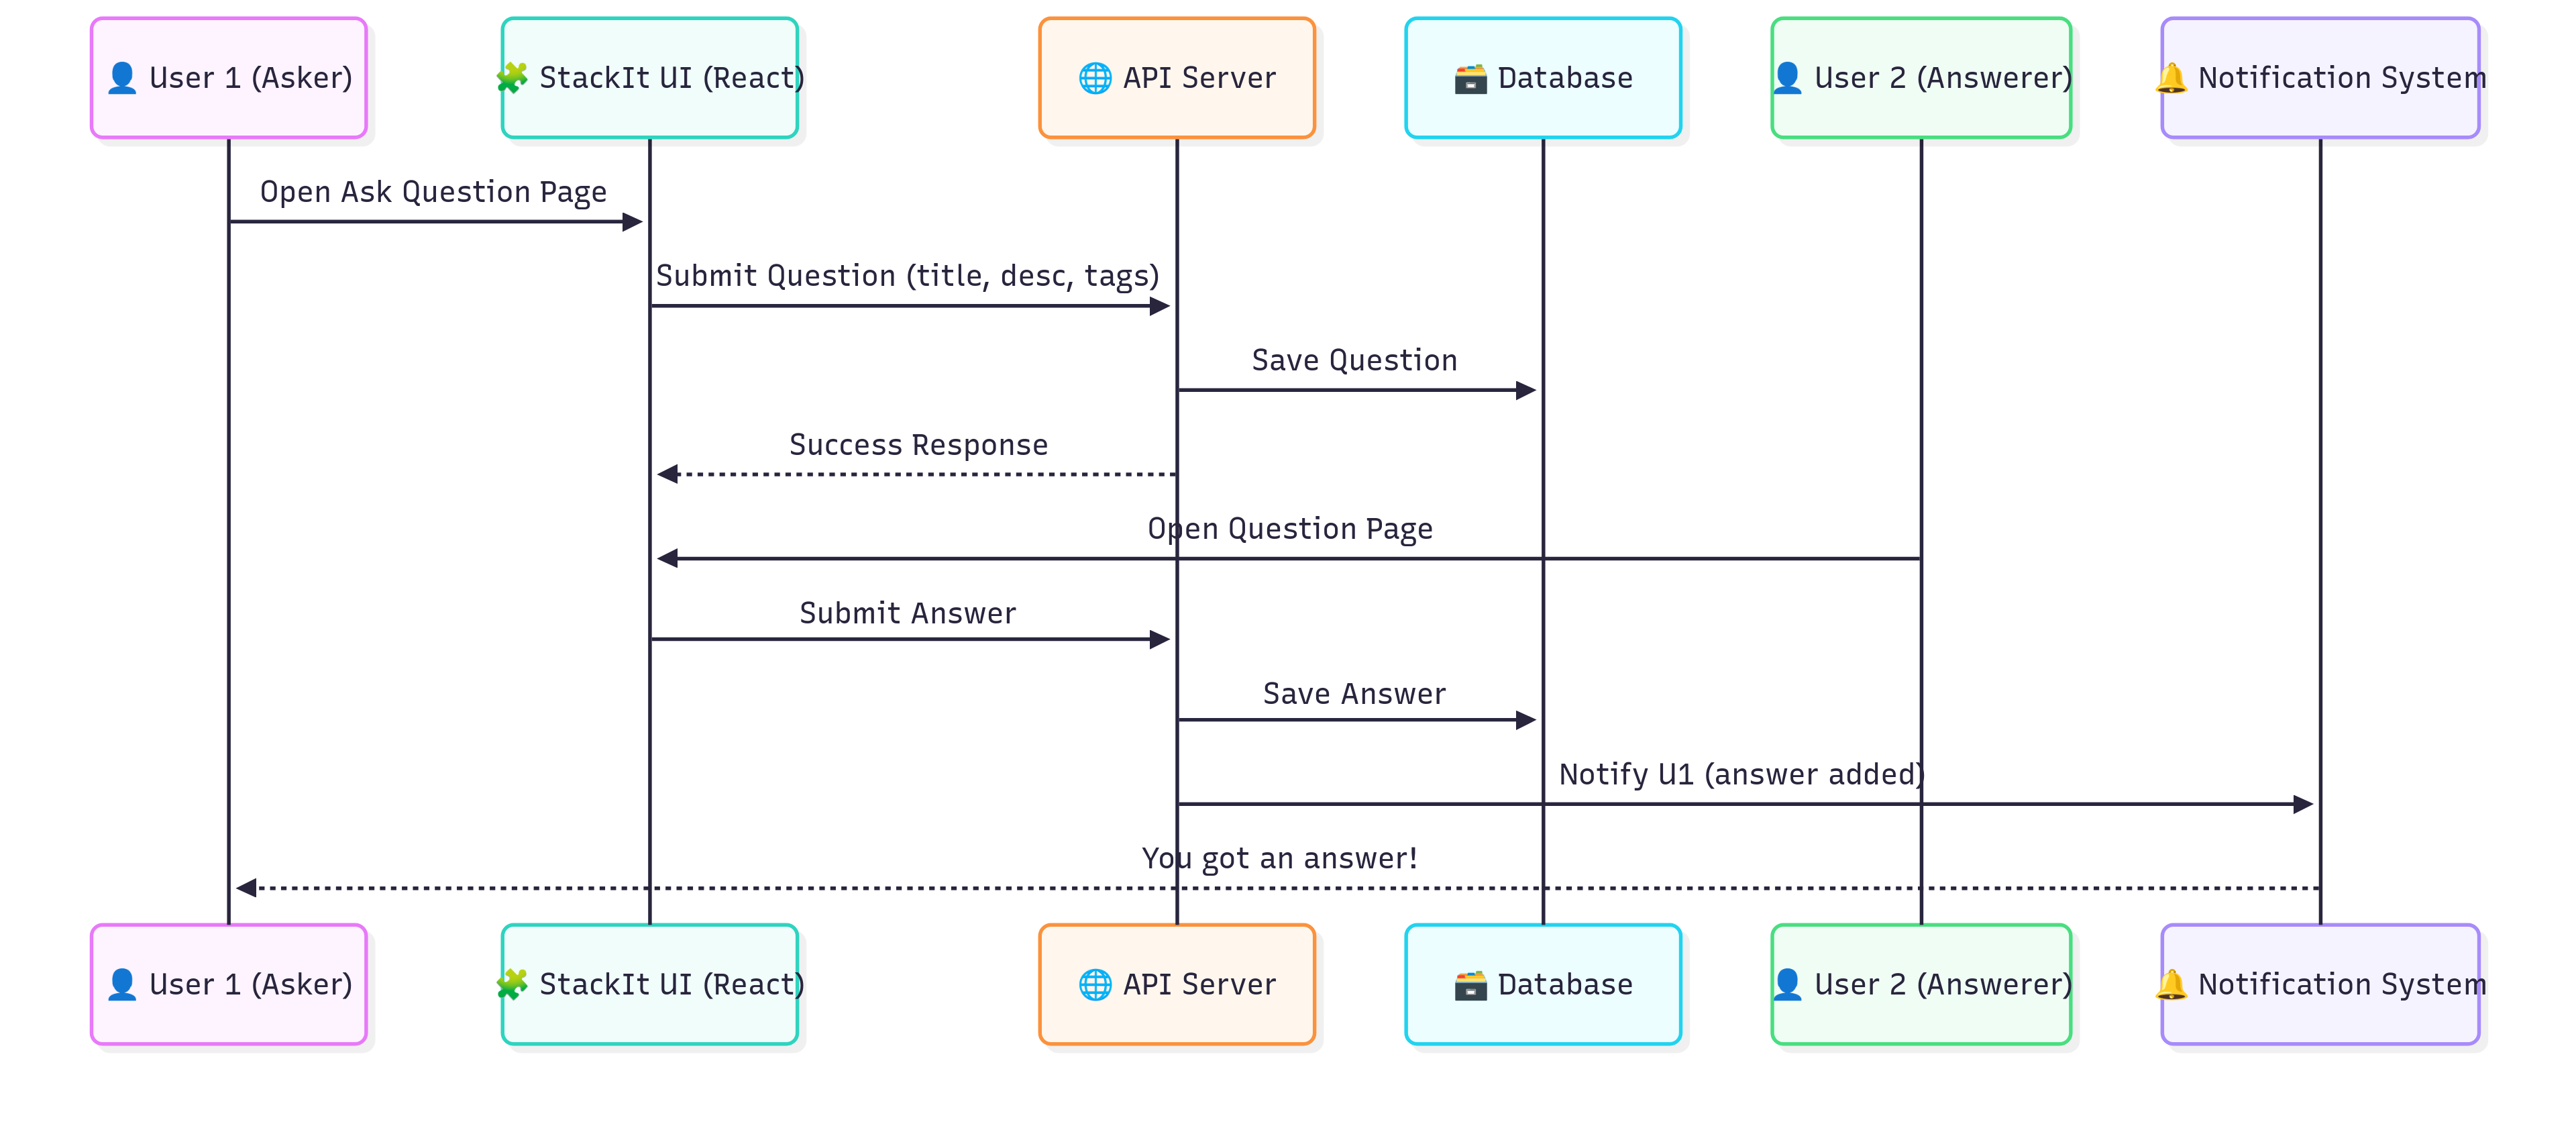 👤 User 1 (Asker)
🧩 StackIt UI (React)
🌐 API Server
🗃️ Database
👤 User 2 (Answerer)
🔔 Notification System
Open Ask Question Page
Submit Question (title, desc, tags)
Save Question
Success Response
Open Question Page
Submit Answer
Save Answer
Notify U1 (answer added)
You got an answer!
👤 User 1 (Asker)
🧩 StackIt UI (React)
🌐 API Server
🗃️ Database
👤 User 2 (Answerer)
🔔 Notification System